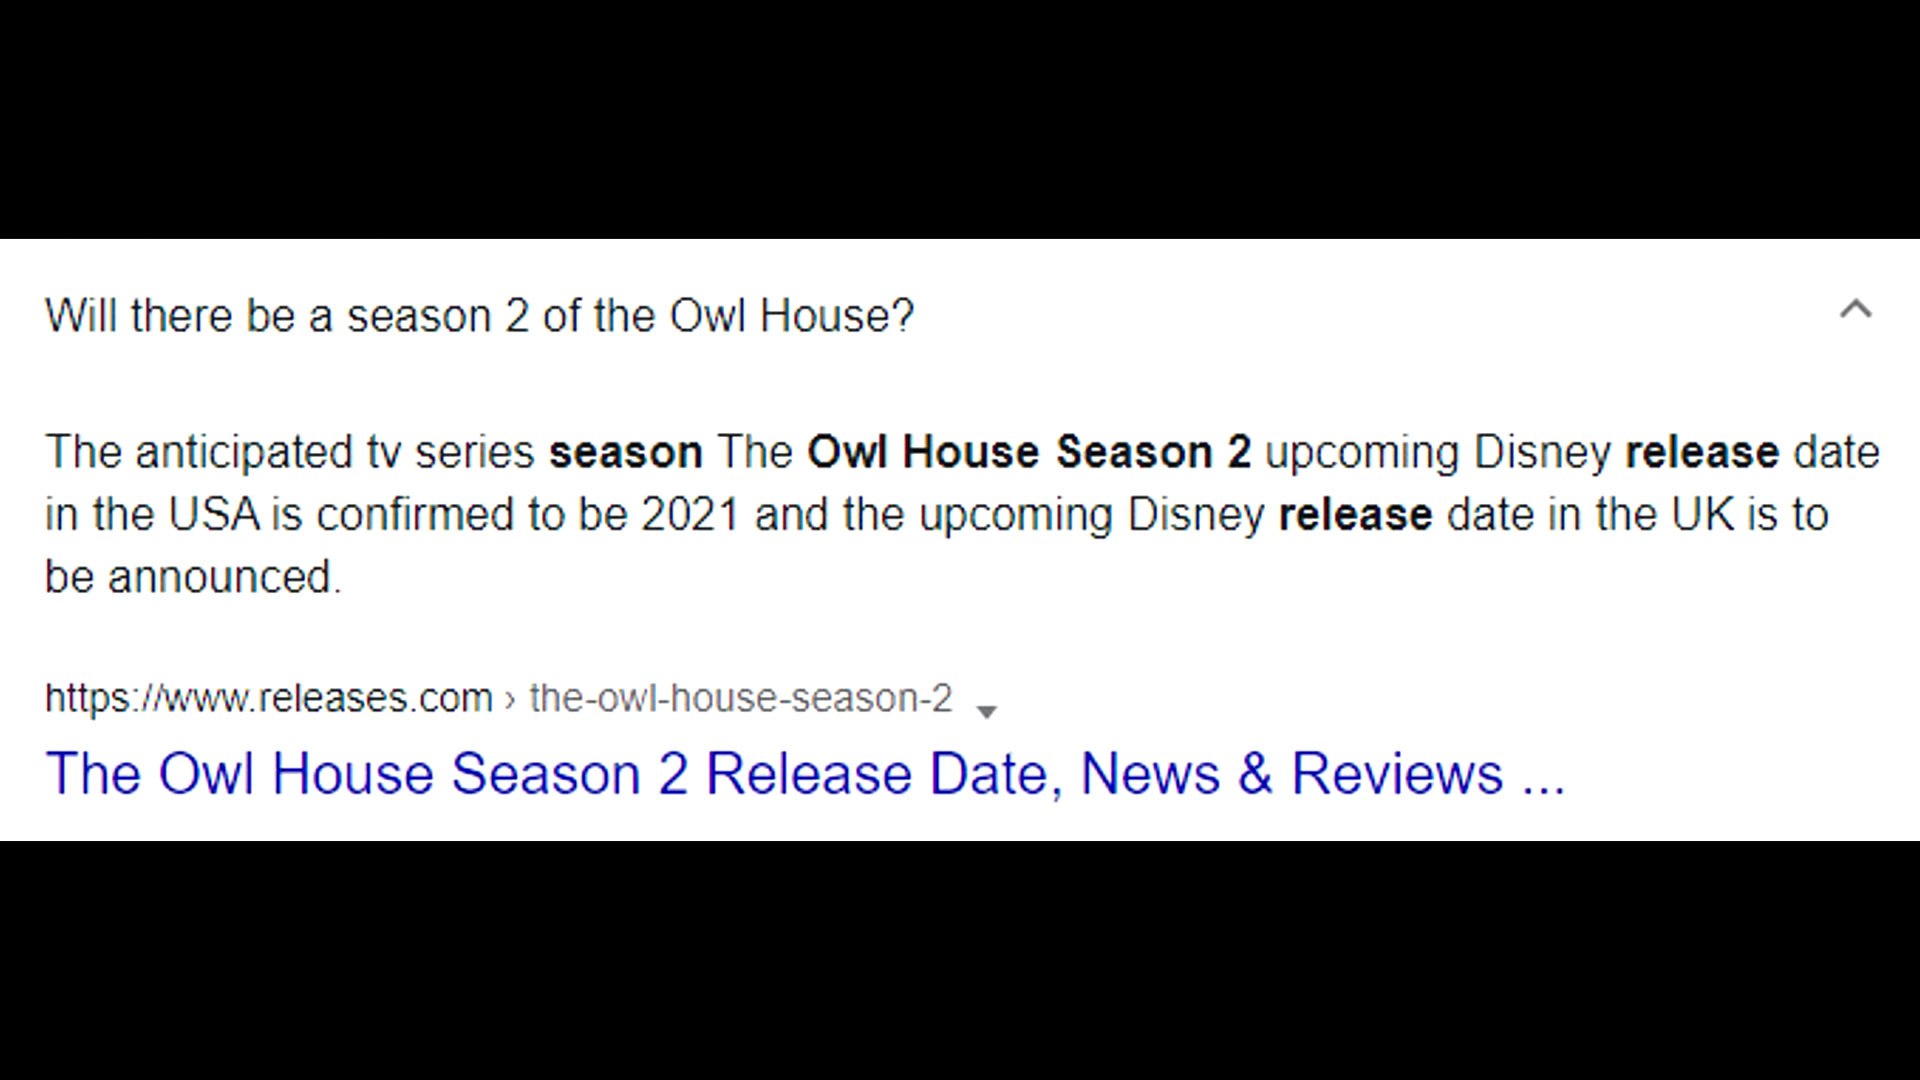 Will there be a season 2 of the Owl House?
The anticipated tv series season The Owl House Season 2 upcoming Disney release date
in the USA is confirmed to be 2021 and the upcoming Disney release date in the UK is to
be announced.
https://www.releases.com › the-owl-house-season-2
The Owl House Season 2 Release Date, News & Reviews ...